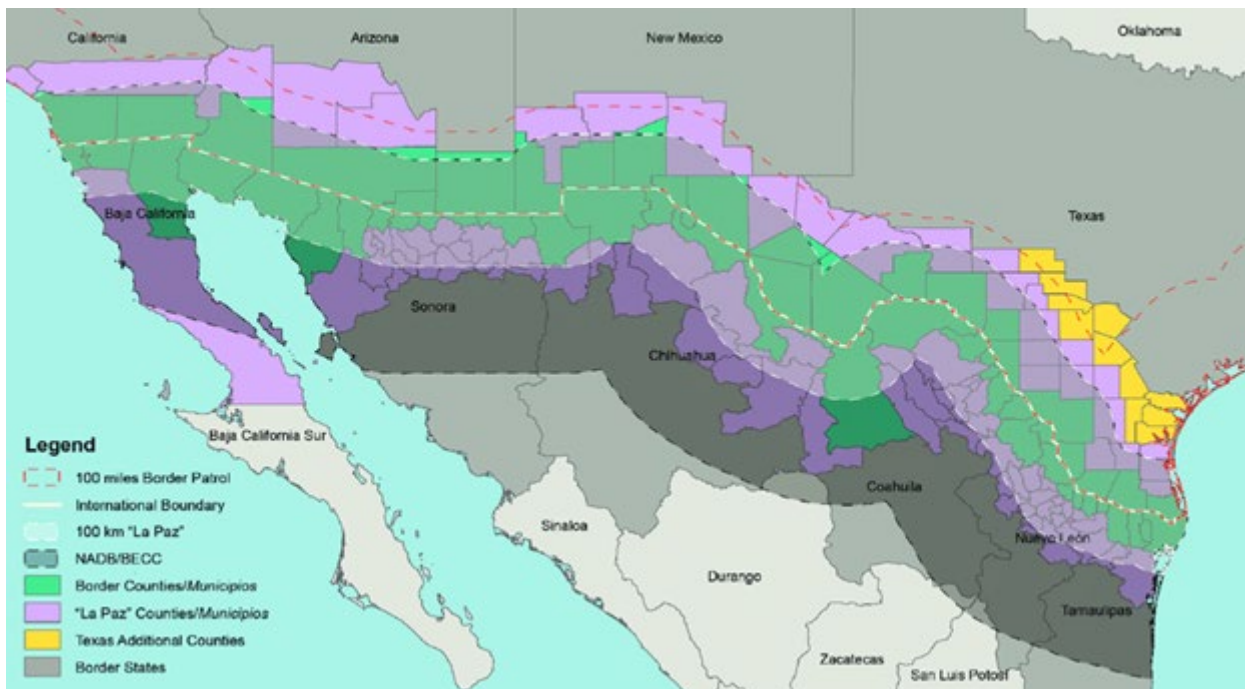 Oklahoma
California
Arizona
New Mexico
Baja California
Texas
Sonora
Chihuahua
Baja California Sur
Coahuila
Sinaloa
Nuevo León
Durango
Tamaulipas
Zacatecas
San Luis Potosí
Legend
100 miles Border Patrol
International Boundary
100 km "La Paz"
NADB/BECC
Border Counties/Municipios
"La Paz" Counties/Municipios
Texas Additional Counties
Border States